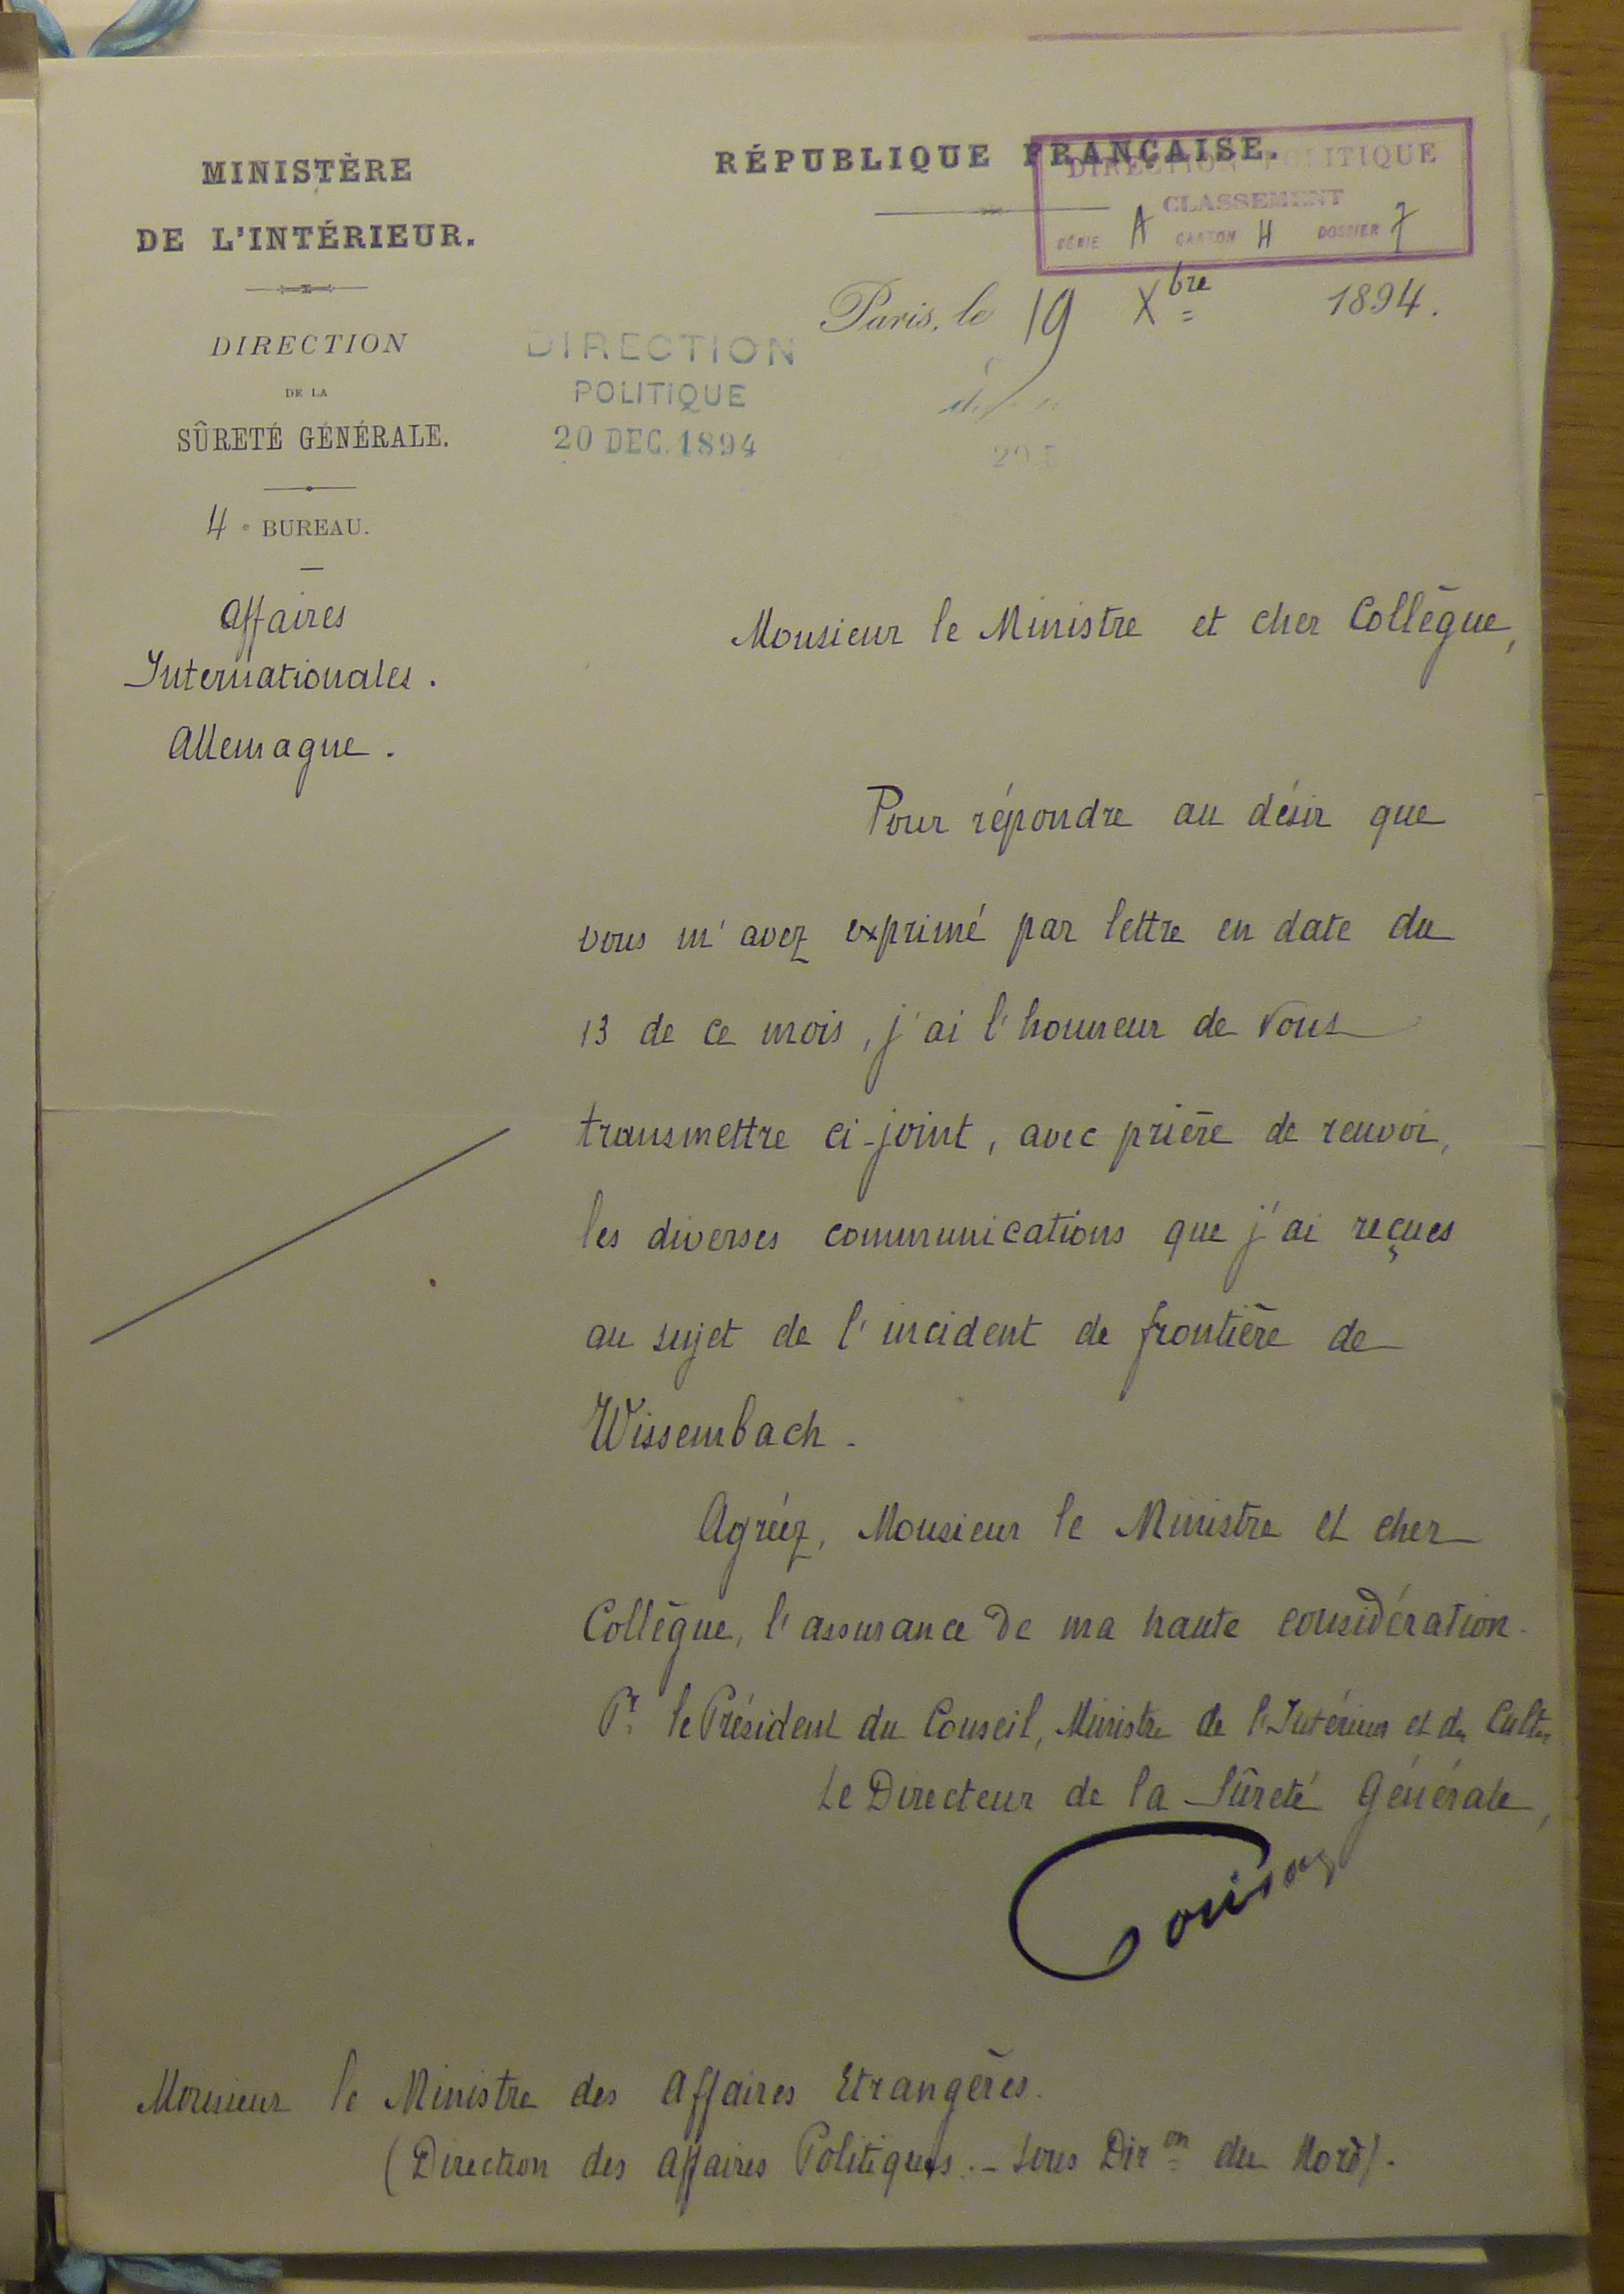 MINISTÈRE
DE L'INTÉRIEUR.
DIRECTION
DE LA
SÛRETÉ GÉNÉRALE.
4e BUREAU.
Affaires
Internationales.
Allemagne.
RÉPUBLIQUE FRANÇAISE.
DIRECTION POLITIQUE
CLASSEMENT
SÉRIE A CARTON H DOSSIER 7
Paris, le 19 Xbre 1894.
DIRECTION
POLITIQUE
20 DEC. 1894
Monsieur le Ministre et cher Collègue,
Pour répondre au désir que
vous m'avez exprimé par lettre en date du
13 de ce mois, j'ai l'honneur de vous
transmettre ci-joint, avec prière de renvoi,
les diverses communications que j'ai reçues
au sujet de l'incident de frontière de
Wissembach.
Agréez, Monsieur le Ministre et cher
Collègue, l'assurance de ma haute considération.
Pr. le Président du Conseil, Ministre de l'Intérieur et des Cultes
Le Directeur de la Sûreté Générale,
Monsieur le Ministre des Affaires Etrangères.
(Direction des affaires Politiques. - Sous Dir.on du Nord).